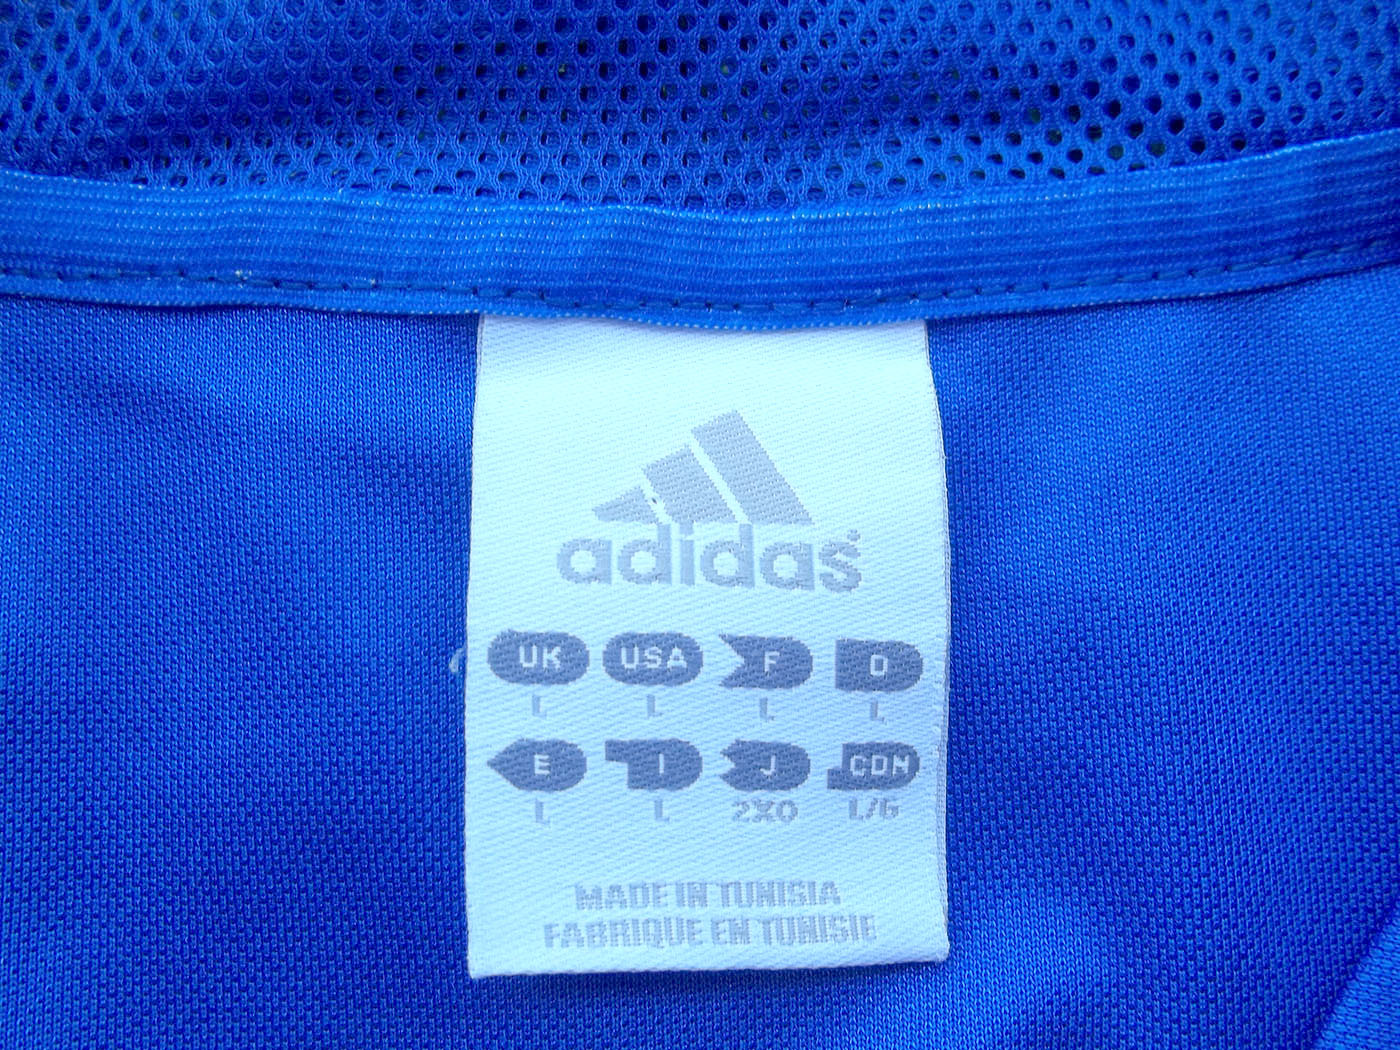 adidas®
UK USA F D
L L L L
E I J CDN
L L 2XO L/G
MADE IN TUNISIA
FABRIQUE EN TUNISIE